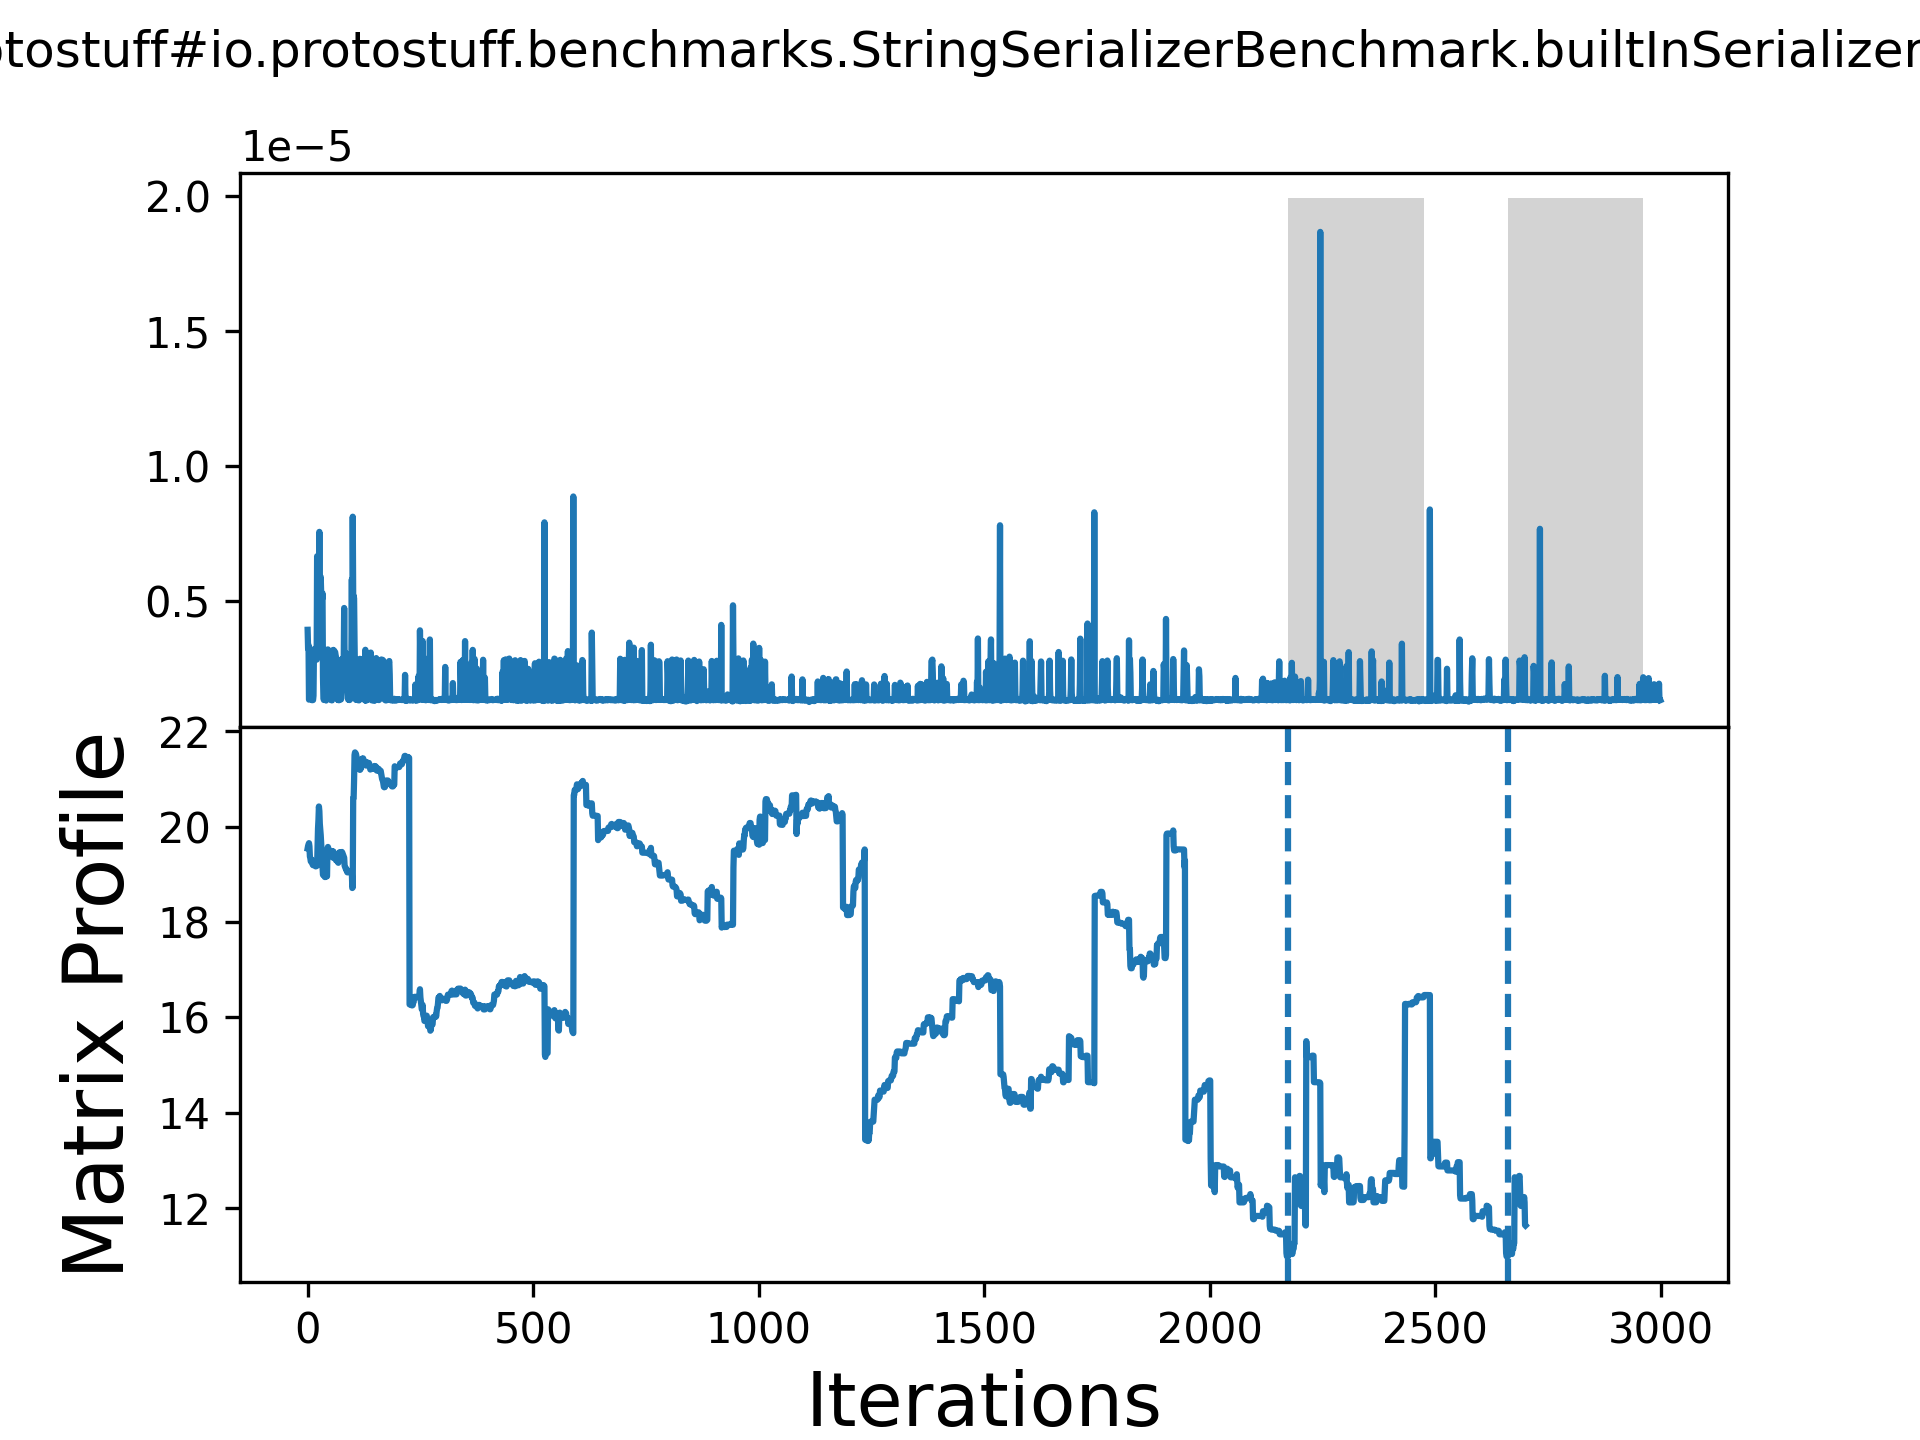 otostuff#io.protostuff.benchmarks.StringSerializerBenchmark.builtInSerializer
1e−5
2.0
1.5
1.0
0.5
22
20
18
16
14
12
Matrix Profile
0 500 1000 1500 2000 2500 3000
Iterations